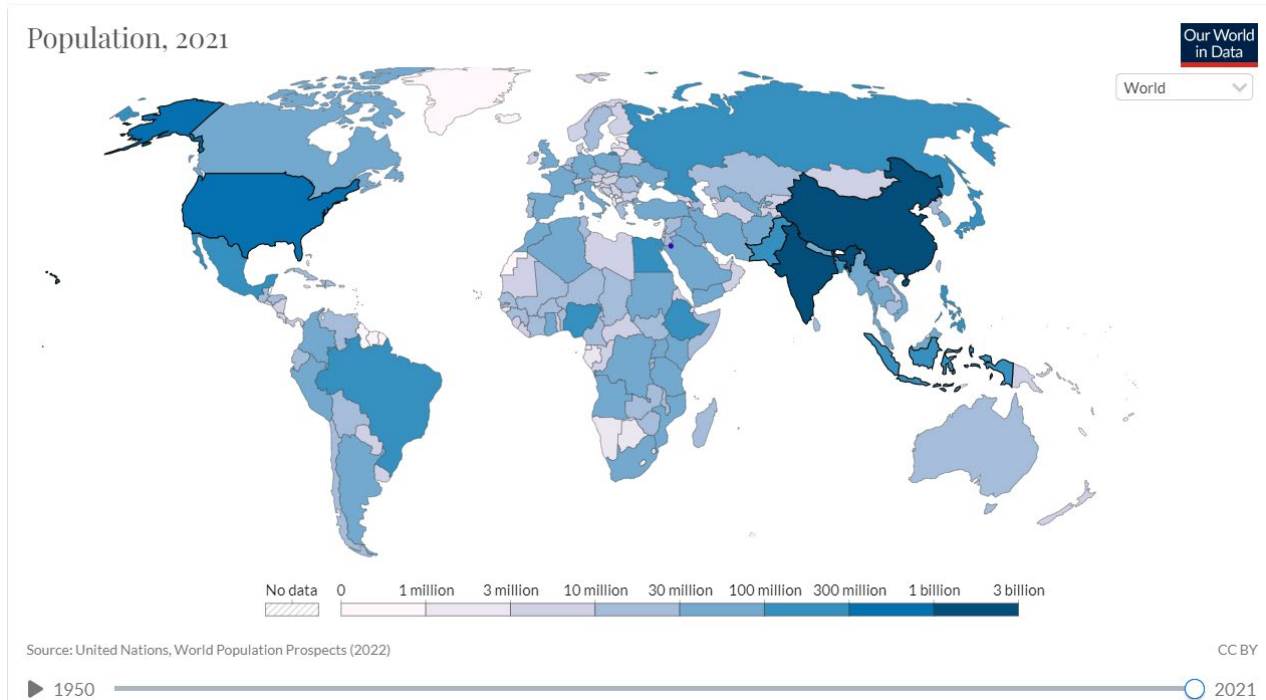 Population, 2021
Our World
in Data
World
No data 0 1 million 3 million 10 million 30 million 100 million 300 million 1 billion 3 billion
Source: United Nations, World Population Prospects (2022) CC BY
1950 2021